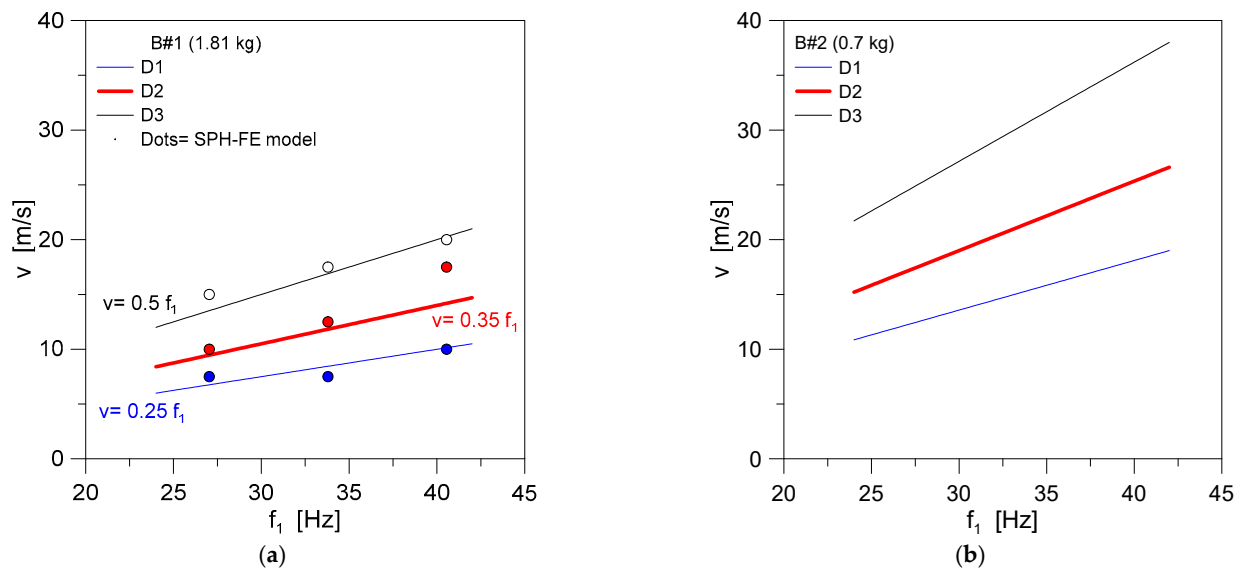 40
30
20
10
0
v [m/s]
B#1 (1.81 kg)
D1
D2
D3
Dots= SPH-FE model
v= 0.5 f₁
v= 0.35 f₁
v= 0.25 f₁
20 25 30 35 40 45
f₁ [Hz]
(a)
40
30
20
10
0
v [m/s]
B#2 (0.7 kg)
D1
D2
D3
20 25 30 35 40 45
f₁ [Hz]
(b)